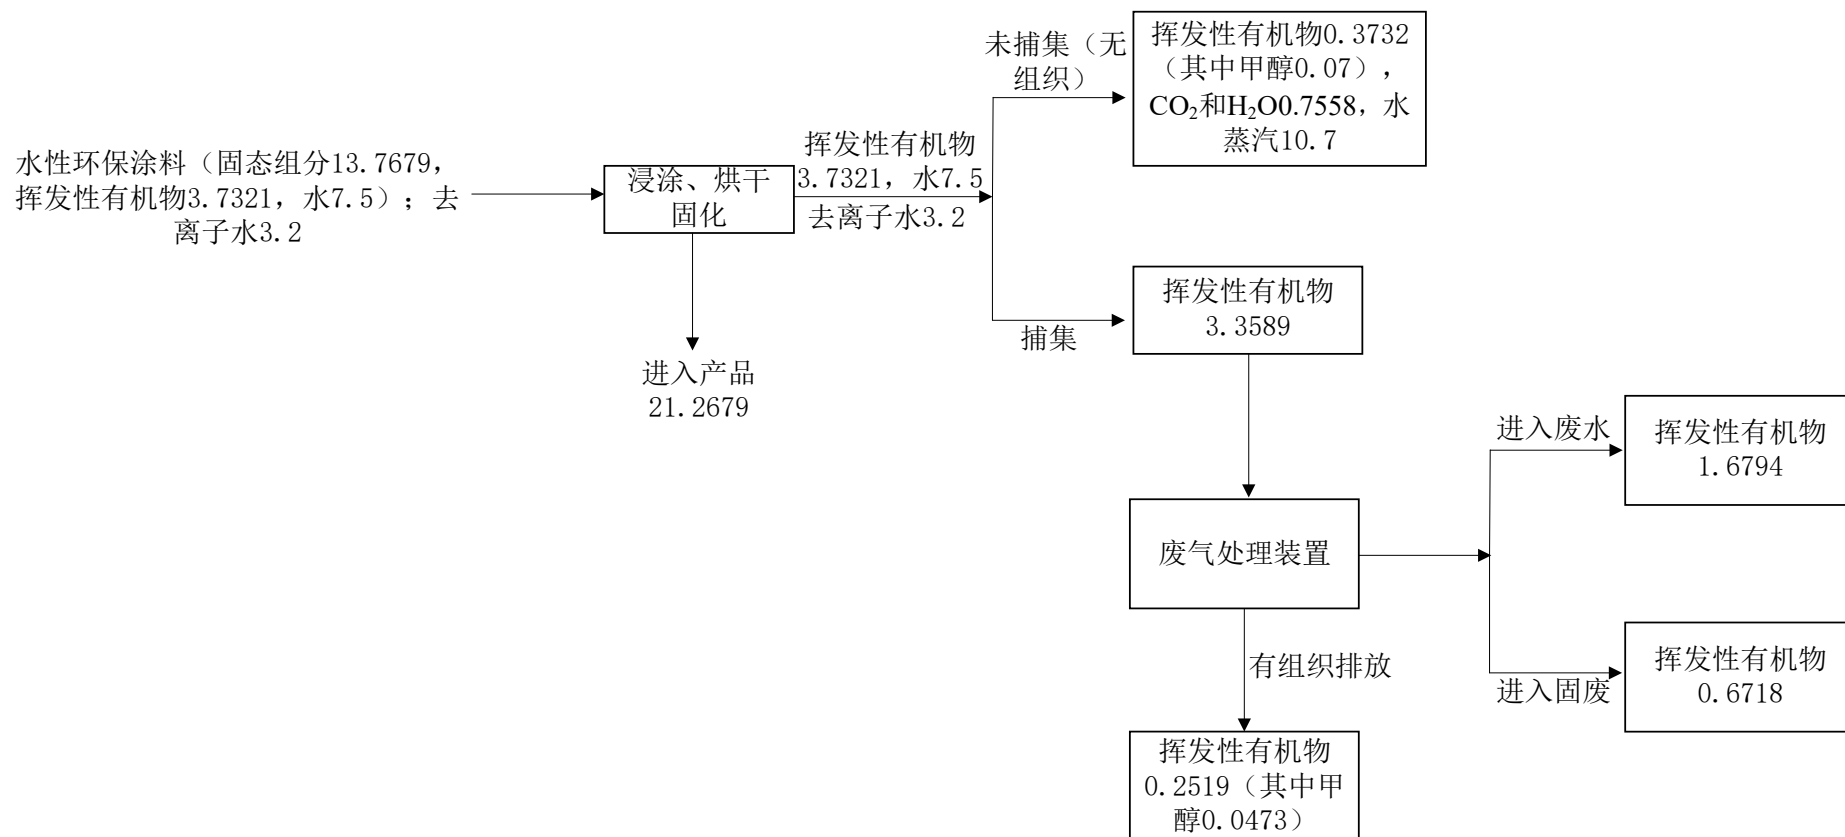 水性环保涂料（固态组分13.7679，
挥发性有机物3.7321，水7.5）；去
离子水3.2
浸涂、烘干
固化
进入产品
21.2679
挥发性有机物
3.7321，水7.5
去离子水3.2
未捕集（无
组织）
挥发性有机物0.3732
（其中甲醇0.07），
CO₂和H₂O0.7558，水
蒸汽10.7
捕集
挥发性有机物
3.3589
废气处理装置
进入废水
挥发性有机物
1.6794
进入固废
挥发性有机物
0.6718
有组织排放
挥发性有机物
0.2519（其中甲
醇0.0473）